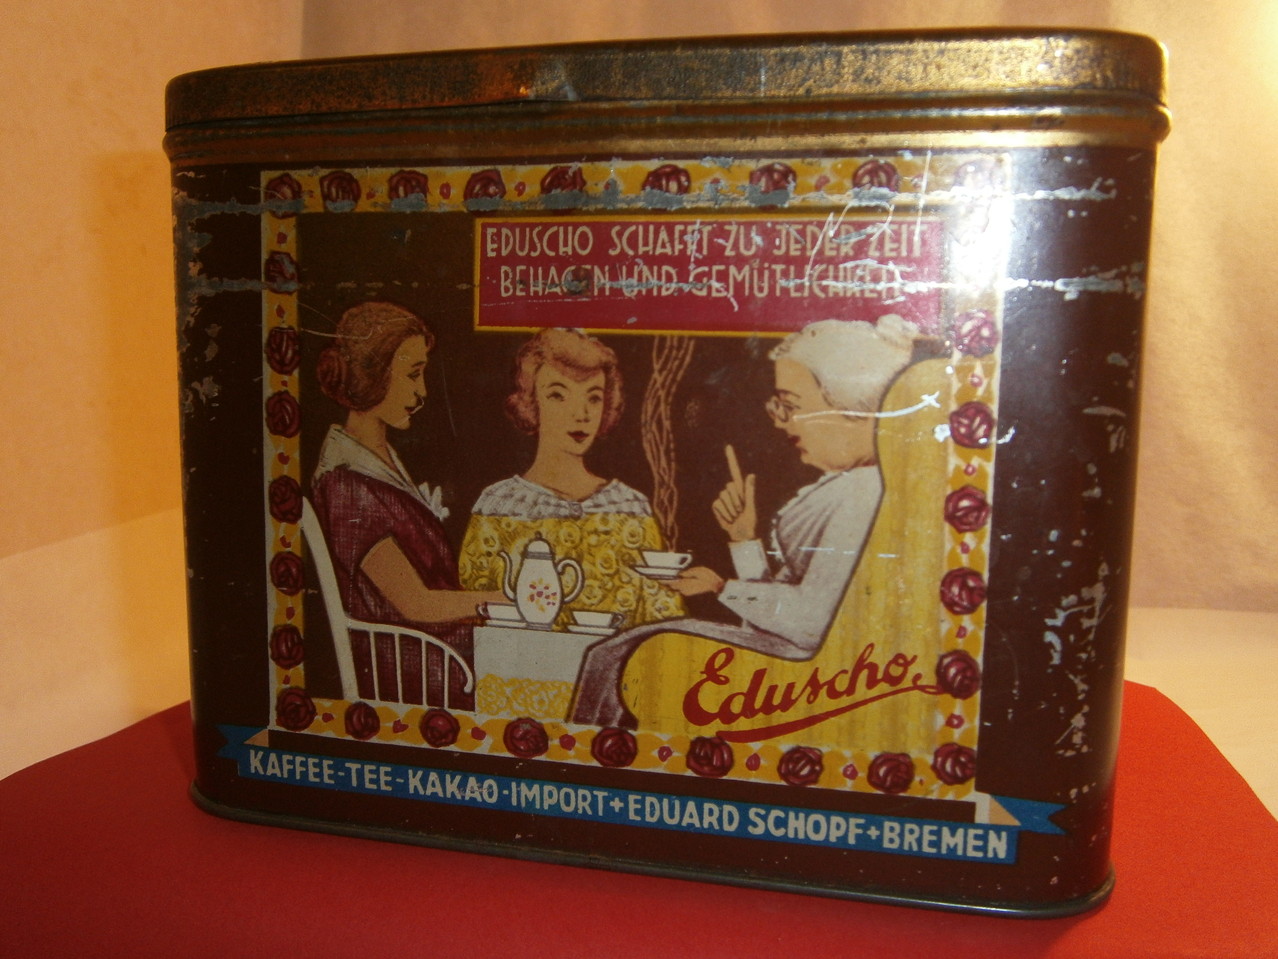 EDUSCHO SCHAFFT ZU JEDER ZEIT
BEHAGEN UND GEMÜTLICHKEIT
Eduscho
KAFFEE-TEE-KAKAO-IMPORT+EDUARD SCHOPF+BREMEN